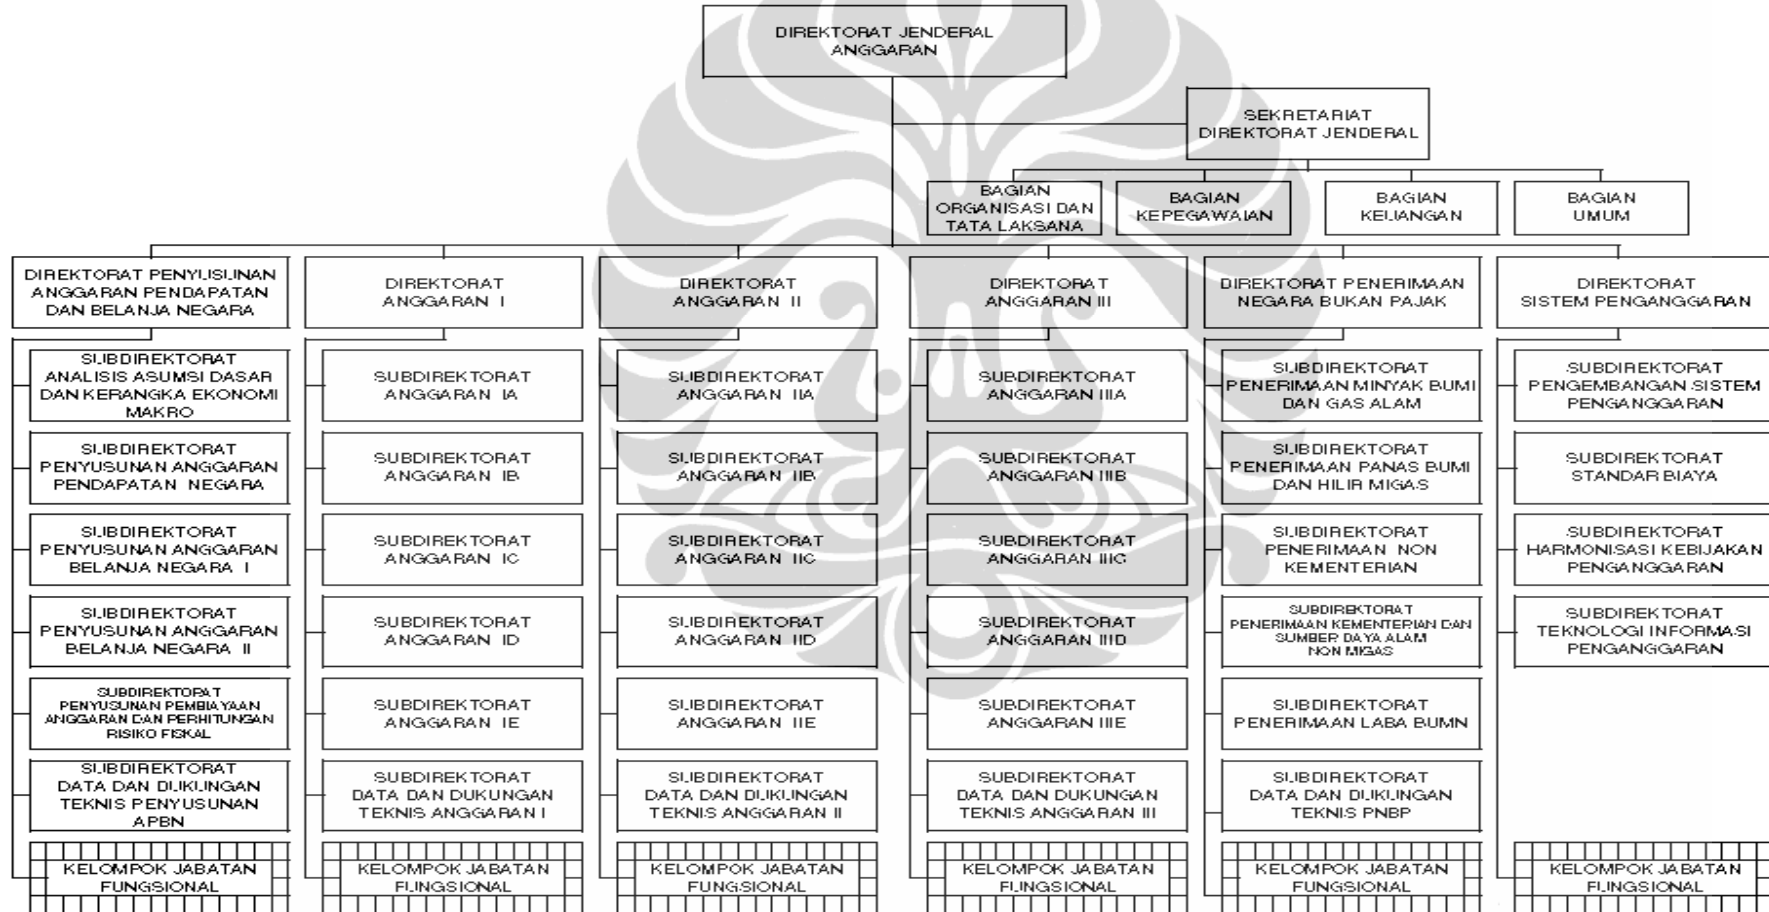 DIREKTORAT JENDERAL
ANGGARAN
SEKRETARIAT
DIREKTORAT JENDERAL
BAGIAN
ORGANISASI DAN
TATA LAKSANA
BAGIAN
KEPEGAWAIAN
BAGIAN
KEUANGAN
BAGIAN
UMUM
DIREKTORAT PENYUSUNAN
ANGGARAN PENDAPATAN
DAN BELANJA NEGARA
DIREKTORAT
ANGGARAN I
DIREKTORAT
ANGGARAN II
DIREKTORAT
ANGGARAN III
DIREKTORAT PENERIMAAN
NEGARA BUKAN PAJAK
DIREKTORAT
SISTEM PENGANGGARAN
SUBDIREKTORAT
ANALISIS ASUMSI DASAR
DAN KERANGKA EKONOMI
MAKRO
SUBDIREKTORAT
ANGGARAN IA
SUBDIREKTORAT
ANGGARAN IIA
SUBDIREKTORAT
ANGGARAN IIIA
SUBDIREKTORAT
PENERIMAAN MINYAK BUMI
DAN GAS ALAM
SUBDIREKTORAT
PENGEMBANGAN SISTEM
PENGANGGARAN
SUBDIREKTORAT
PENYUSUNAN ANGGARAN
PENDAPATAN NEGARA
SUBDIREKTORAT
ANGGARAN IB
SUBDIREKTORAT
ANGGARAN IIB
SUBDIREKTORAT
ANGGARAN IIIB
SUBDIREKTORAT
PENERIMAAN PANAS BUMI
DAN HILIR MIGAS
SUBDIREKTORAT
STANDAR BIAYA
SUBDIREKTORAT
PENYUSUNAN ANGGARAN
BELANJA NEGARA I
SUBDIREKTORAT
ANGGARAN IC
SUBDIREKTORAT
ANGGARAN IIC
SUBDIREKTORAT
ANGGARAN IIIC
SUBDIREKTORAT
PENERIMAAN NON
KEMENTERIAN
SUBDIREKTORAT
HARMONISASI KEBIJAKAN
PENGANGGARAN
SUBDIREKTORAT
PENYUSUNAN ANGGARAN
BELANJA NEGARA II
SUBDIREKTORAT
ANGGARAN ID
SUBDIREKTORAT
ANGGARAN IID
SUBDIREKTORAT
ANGGARAN IIID
SUBDIREKTORAT
PENERIMAAN KEMENTERIAN DAN
SUMBER DAYA ALAM
NON MIGAS
SUBDIREKTORAT
TEKNOLOGI INFORMASI
PENGANGGARAN
SUBDIREKTORAT
PENYUSUNAN PEMBIAYAAN
ANGGARAN DAN PERHITUNGAN
RISIKO FISKAL
SUBDIREKTORAT
ANGGARAN IE
SUBDIREKTORAT
ANGGARAN IIE
SUBDIREKTORAT
ANGGARAN IIIE
SUBDIREKTORAT
PENERIMAAN LABA BUMN
SUBDIREKTORAT
DATA DAN DUKUNGAN
TEKNIS PENYUSUNAN
APBN
SUBDIREKTORAT
DATA DAN DUKUNGAN
TEKNIS ANGGARAN I
SUBDIREKTORAT
DATA DAN DUKUNGAN
TEKNIS ANGGARAN II
SUBDIREKTORAT
DATA DAN DUKUNGAN
TEKNIS ANGGARAN III
SUBDIREKTORAT
DATA DAN DUKUNGAN
TEKNIS PNBP
KELOMPOK JABATAN
FUNGSIONAL
KELOMPOK JABATAN
FUNGSIONAL
KELOMPOK JABATAN
FUNGSIONAL
KELOMPOK JABATAN
FUNGSIONAL
KELOMPOK JABATAN
FUNGSIONAL
KELOMPOK JABATAN
FUNGSIONAL